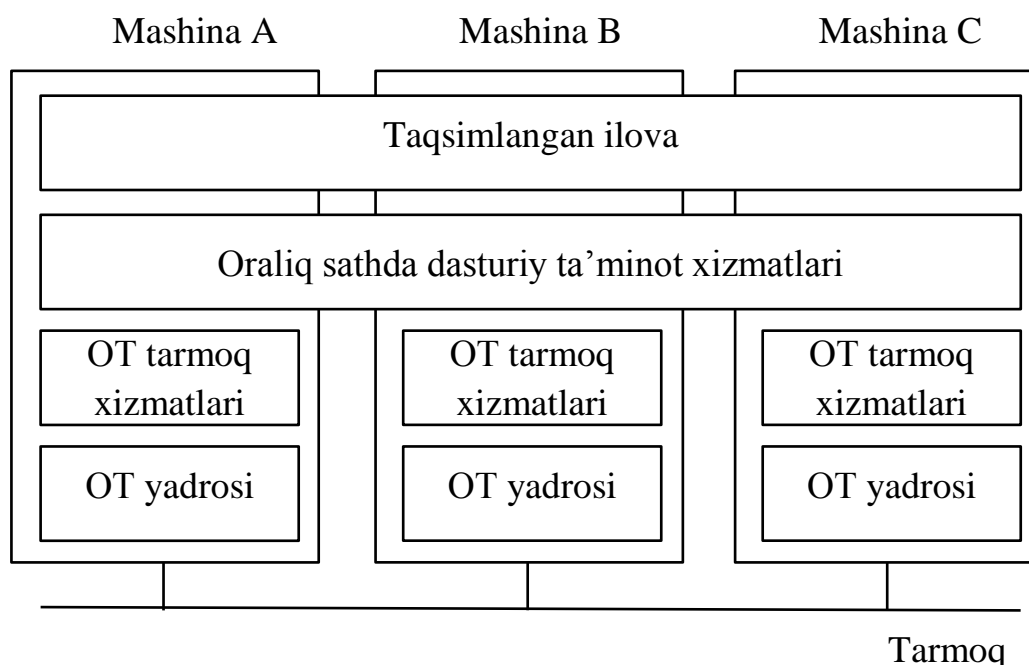 Mashina A
Mashina B
Mashina C
Taqsimlangan ilova
Oraliq sathda dasturiy ta’minot xizmatlari
OT tarmoq
xizmatlari
OT tarmoq
xizmatlari
OT tarmoq
xizmatlari
OT yadrosi
OT yadrosi
OT yadrosi
Tarmoq